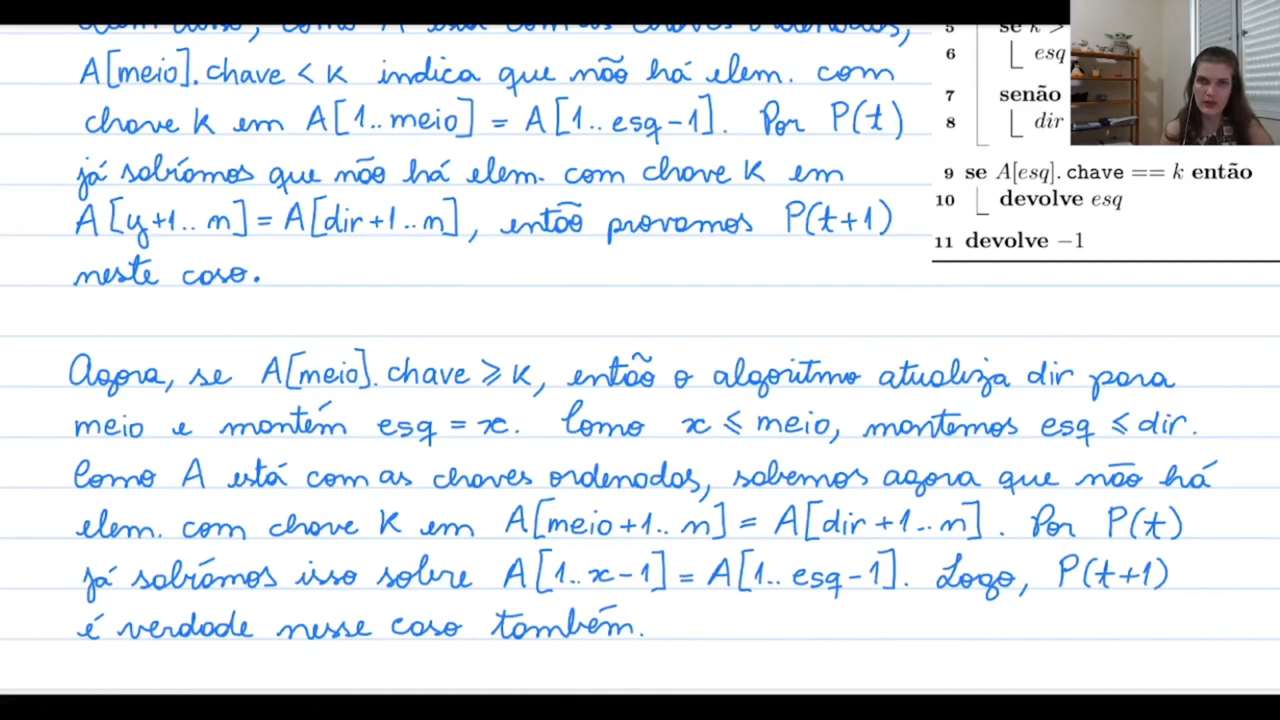 A[meio].chave < k indica que não há elem. com
chave k em A[1..meio] = A[1..esq-1]. Por P(t)
já sabíamos que não há elem. com chave k em
A[y+1..n] = A[dir+1..n], então provamos P(t+1)
neste caso.
Agora, se A[meio].chave ≥ k, então o algoritmo atualiza dir para
meio e mantém esq = x. Como x ≤ meio, mantemos esq ≤ dir.
Como A está com as chaves ordenadas, sabemos agora que não há
elem. com chave k em A[meio+1..n] = A[dir+1..n]. Por P(t)
já sabíamos isso sobre A[1..x-1] = A[1..esq-1]. Logo, P(t+1)
é verdade nesse caso também.
5 se k >
6 esq
7 senão
8 dir
9 se A[esq].chave == k então
10 devolve esq
11 devolve −1